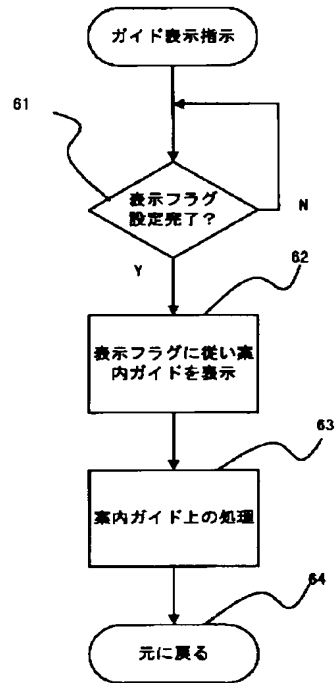 ガイド表示指示
61
表示フラグ
設定完了？
N
Y
62
表示フラグに従い案
内ガイドを表示
63
案内ガイド上の処理
64
元に戻る